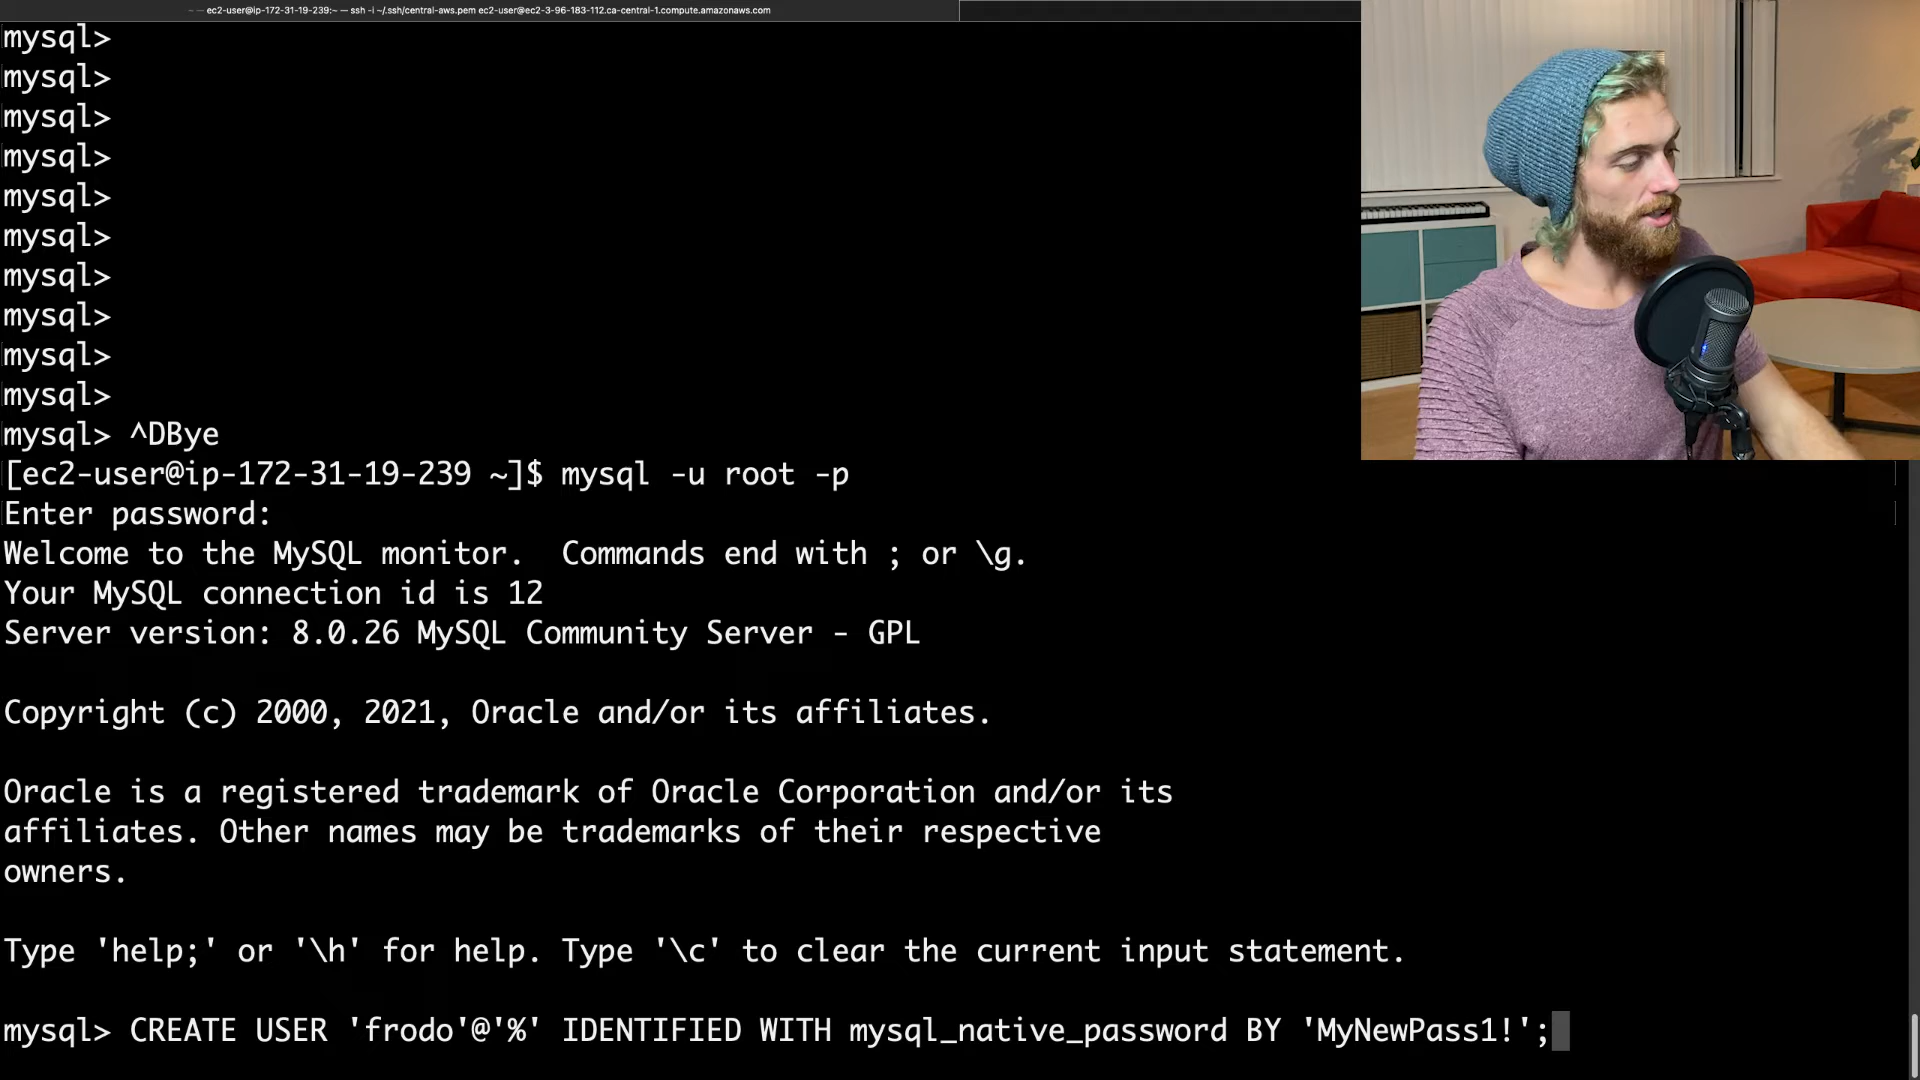 ec2-user@ip-172-31-19-239:~ — ssh -i ~/.ssh/central-aws.pem ec2-user@ec2-3-96-183-112.ca-central-1.compute.amazonaws.com
mysql>
mysql>
mysql>
mysql>
mysql>
mysql>
mysql>
mysql>
mysql>
mysql>
mysql> ^DBye
[ec2-user@ip-172-31-19-239 ~]$ mysql -u root -p
Enter password:
Welcome to the MySQL monitor.  Commands end with ; or \g.
Your MySQL connection id is 12
Server version: 8.0.26 MySQL Community Server - GPL
Copyright (c) 2000, 2021, Oracle and/or its affiliates.
Oracle is a registered trademark of Oracle Corporation and/or its
affiliates. Other names may be trademarks of their respective
owners.
Type 'help;' or '\h' for help. Type '\c' to clear the current input statement.
mysql> CREATE USER 'frodo'@'%' IDENTIFIED WITH mysql_native_password BY 'MyNewPass1!';